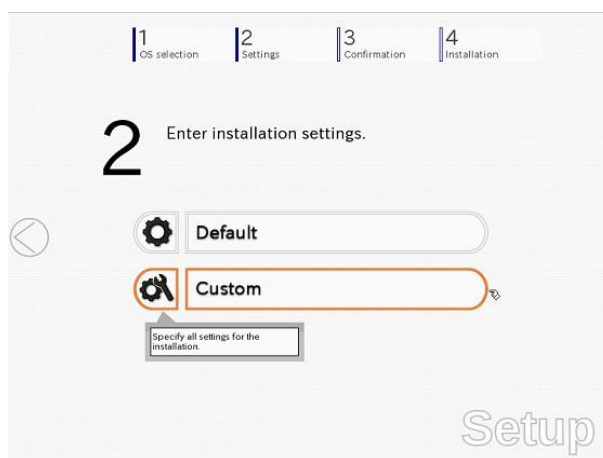 1
OS selection
2
Settings
3
Confirmation
4
Installation
2
Enter installation settings.
Default
Custom
Specify all settings for the
installation.
Setup